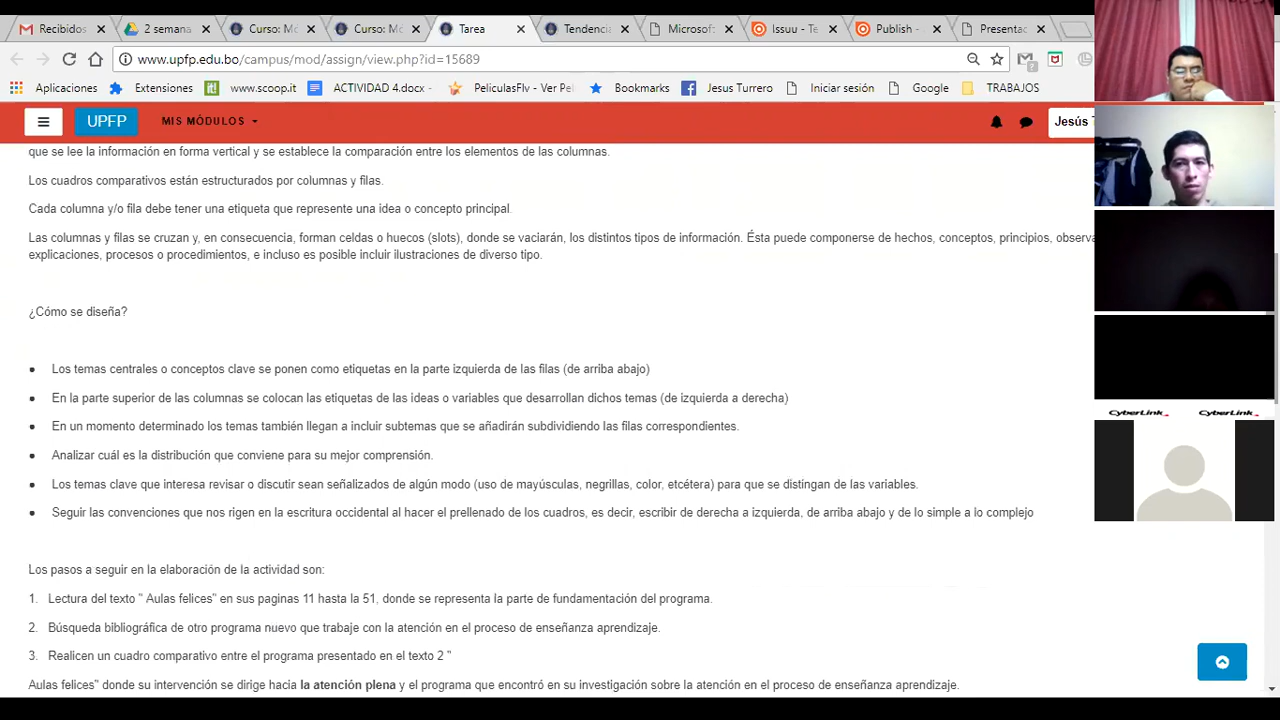 Recibidos
2 semana
Curso: Mó
Curso: Mó
Tarea
Tendencia
Microsoft
Issuu - Te
Publish -
Presentac
www.upfp.edu.bo/campus/mod/assign/view.php?id=15689
Aplicaciones
Extensiones
www.sconp.it
ACTIVIDAD 4.docx -
PeliculasFlv - Ver Pel
Bookmarks
Jesus Turrero
Iniciar sesión
Google
TRABAJOS
UPFP
MIS MÓDULOS
Jesús T
que se lee la información en forma vertical y se establece la comparación entre los elementos de las columnas.
Los cuadros comparativos están estructurados por columnas y filas.
Cada columna y/o fila debe tener una etiqueta que represente una idea o concepto principal.
Las columnas y filas se cruzan y, en consecuencia, forman celdas o huecos (slots), donde se vaciarán, los distintos tipos de información. Ésta puede componerse de hechos, conceptos, principios, observa
explicaciones, procesos o procedimientos, e incluso es posible incluir ilustraciones de diverso tipo.
¿Cómo se diseña?
• Los temas centrales o conceptos clave se ponen como etiquetas en la parte izquierda de las filas (de arriba abajo)
• En la parte superior de las columnas se colocan las etiquetas de las ideas o variables que desarrollan dichos temas (de izquierda a derecha)
• En un momento determinado los temas también llegan a incluir subtemas que se añadirán subdividiendo las filas correspondientes.
• Analizar cuál es la distribución que conviene para su mejor comprensión.
• Los temas clave que interesa revisar o discutir sean señalizados de algún modo (uso de mayúsculas, negrillas, color, etcétera) para que se distingan de las variables.
• Seguir las convenciones que nos rigen en la escritura occidental al hacer el prellenado de los cuadros, es decir, escribir de derecha a izquierda, de arriba abajo y de lo simple a lo complejo
CyberLink
CyberLink
Los pasos a seguir en la elaboración de la actividad son:
1. Lectura del texto " Aulas felices" en sus paginas 11 hasta la 51, donde se representa la parte de fundamentación del programa.
2. Búsqueda bibliográfica de otro programa nuevo que trabaje con la atención en el proceso de enseñanza aprendizaje.
3. Realicen un cuadro comparativo entre el programa presentado en el texto 2 "
Aulas felices" donde su intervención se dirige hacia la atención plena y el programa que encontró en su investigación sobre la atención en el proceso de enseñanza aprendizaje.